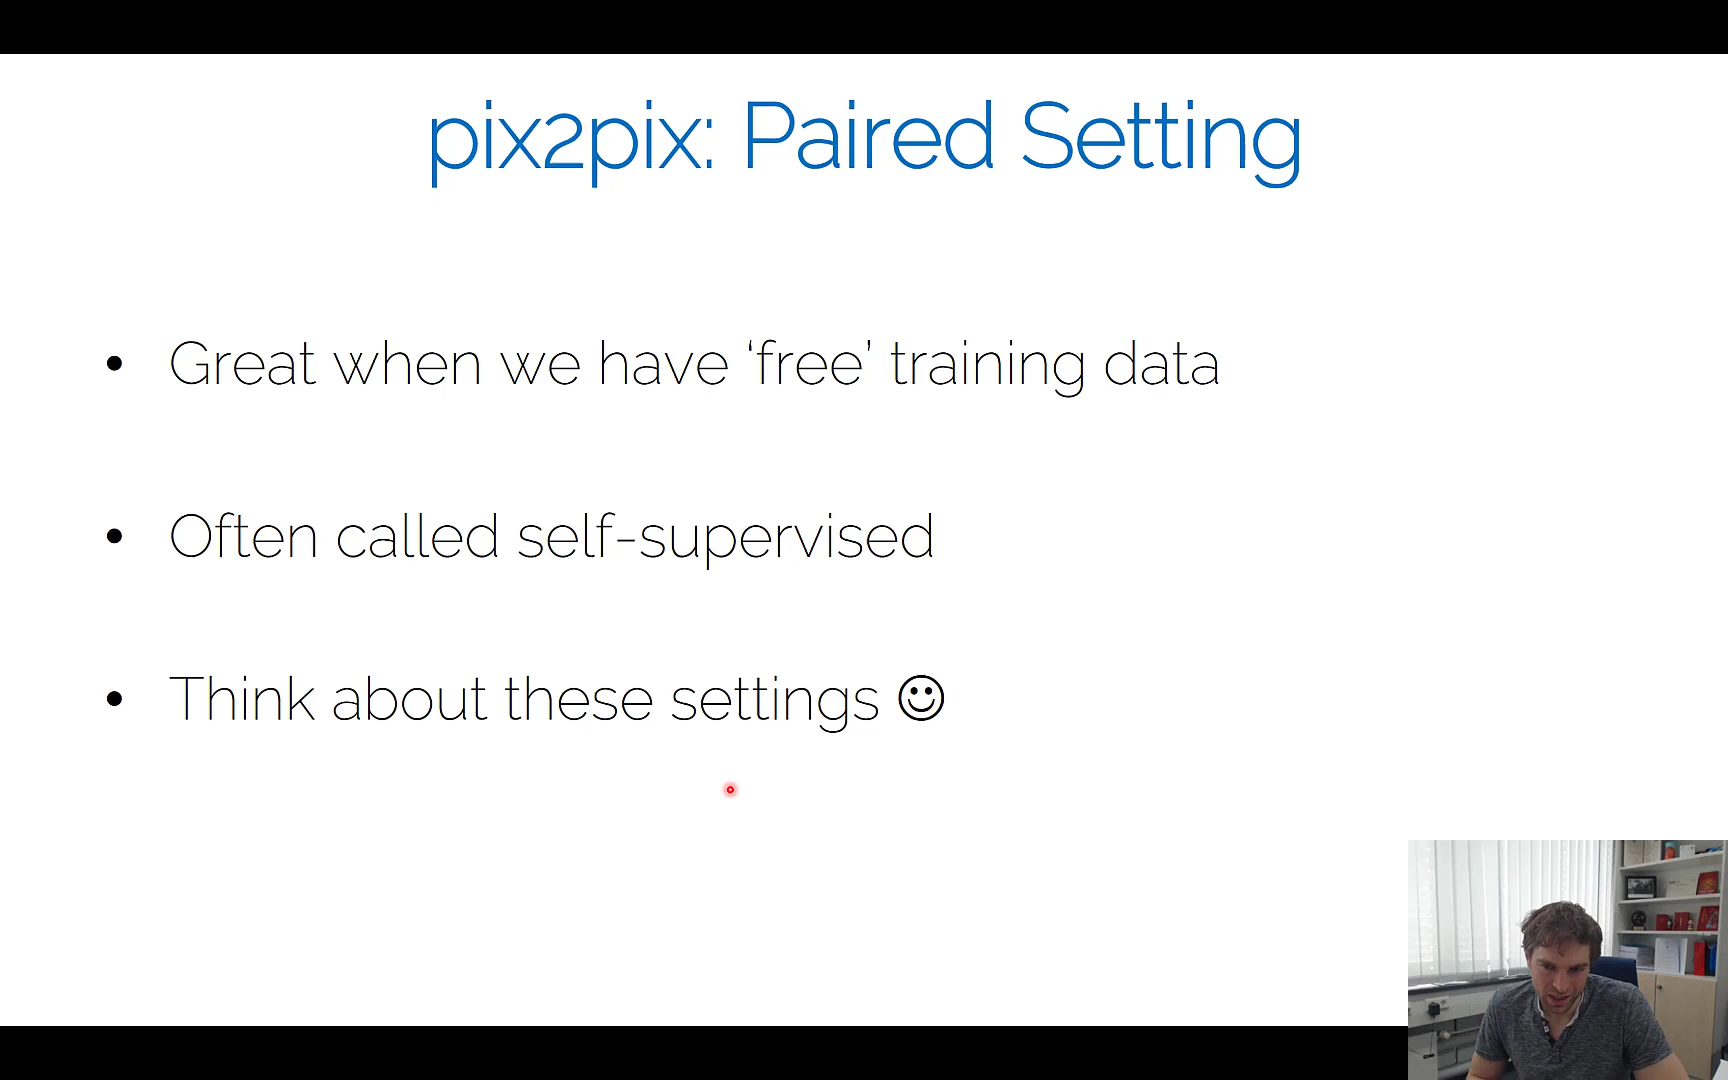 pix2pix: Paired Setting
• Great when we have ‘free’ training data
• Often called self-supervised
• Think about these settings ☺